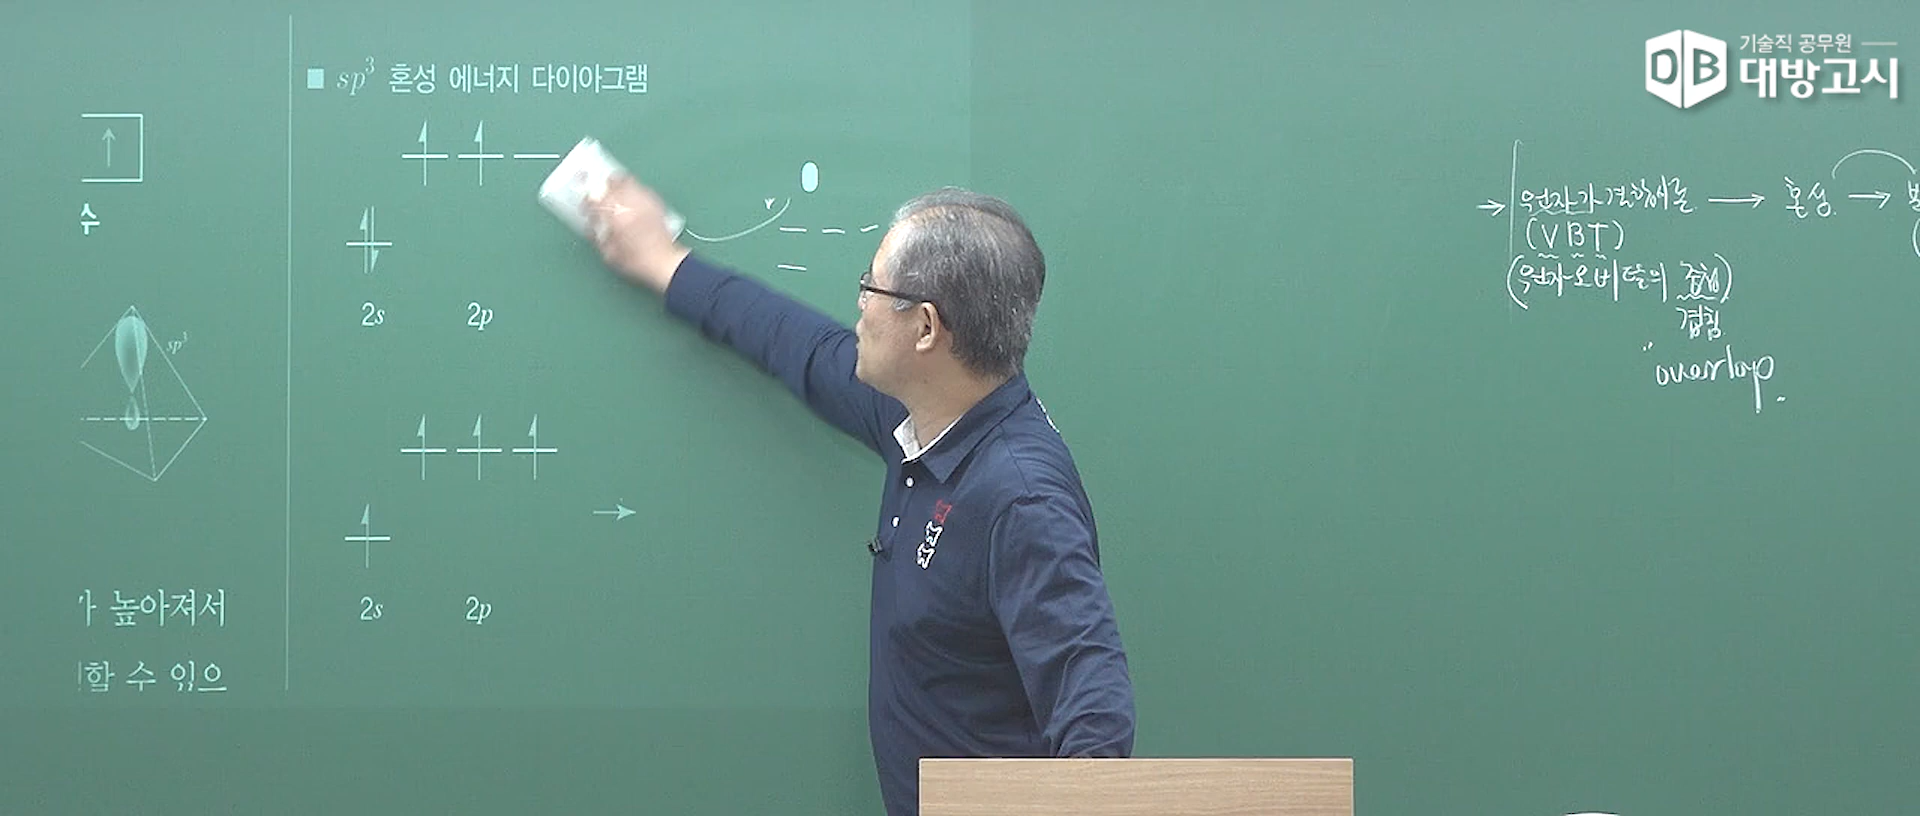 기술직 공무원
DB 대방고시
■ sp³ 혼성 에너지 다이아그램
수
2s 2p
sp³
2s 2p
가 높아져서
할 수 있으
→ 원자가 결합이론 → 혼성 →
(VBT)
(원자 오비탈의 중첩)
겹침
"overlap